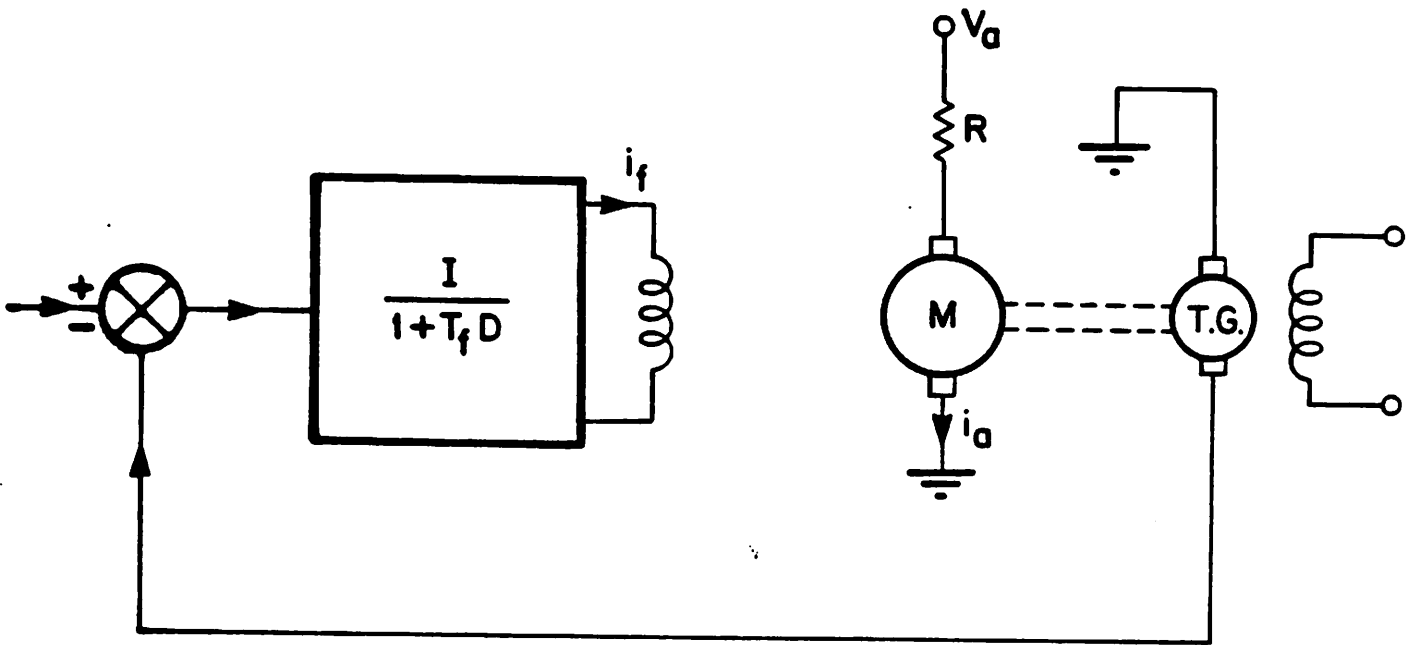 V_a
R
i_f
+
−
I
1 + T_f D
M
T.G.
i_a